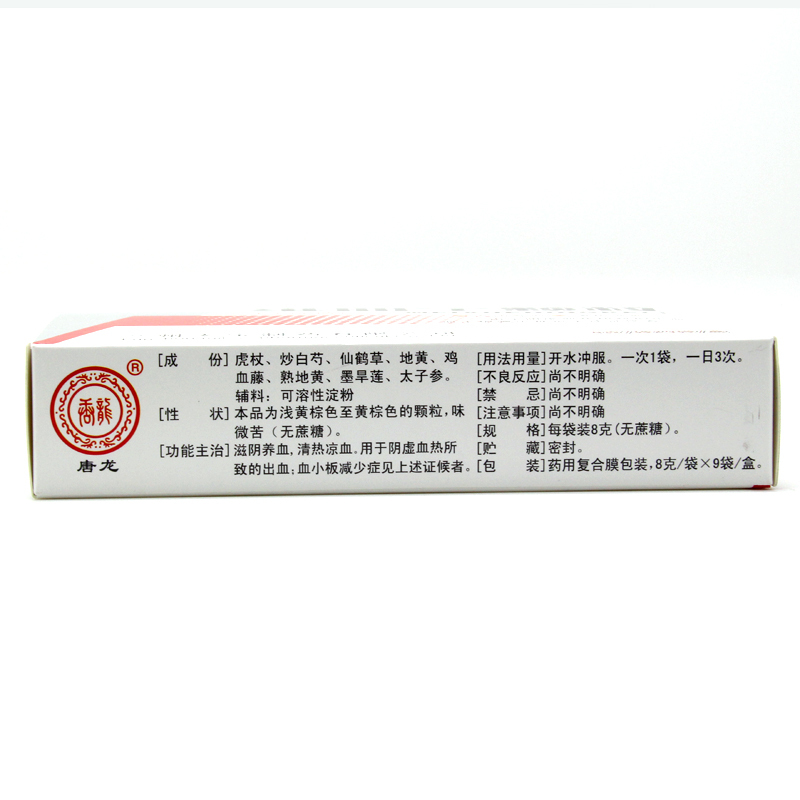 [成 份] 虎杖、炒白芍、仙鹤草、地黄、鸡
血藤、熟地黄、墨旱莲、太子参。
辅料：可溶性淀粉
[性 状] 本品为浅黄棕色至黄棕色的颗粒，味
微苦（无蔗糖）。
[功能主治] 滋阴养血，清热凉血。用于阴虚血热所
致的出血；血小板减少症见上述证候者。
[用法用量] 开水冲服。一次1袋，一日3次。
[不良反应] 尚不明确
[禁 忌] 尚不明确
[注意事项] 尚不明确
[规 格] 每袋装8克(无蔗糖)。
[贮 藏] 密封。
[包 装] 药用复合膜包装，8克/袋×9袋/盒。
®
唐龙